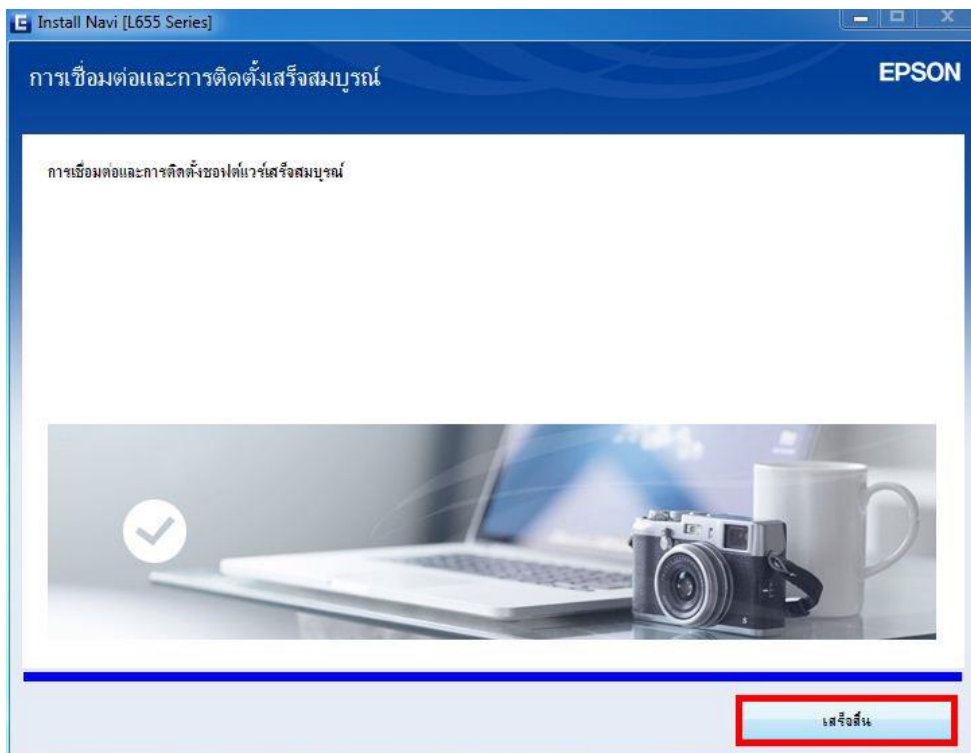 Install Navi [L655 Series]
การเชื่อมต่อและการติดตั้งเสร็จสมบูรณ์
EPSON
การเชื่อมต่อและการติดตั้งซอฟต์แวร์เสร็จสมบูรณ์
เสร็จสิ้น